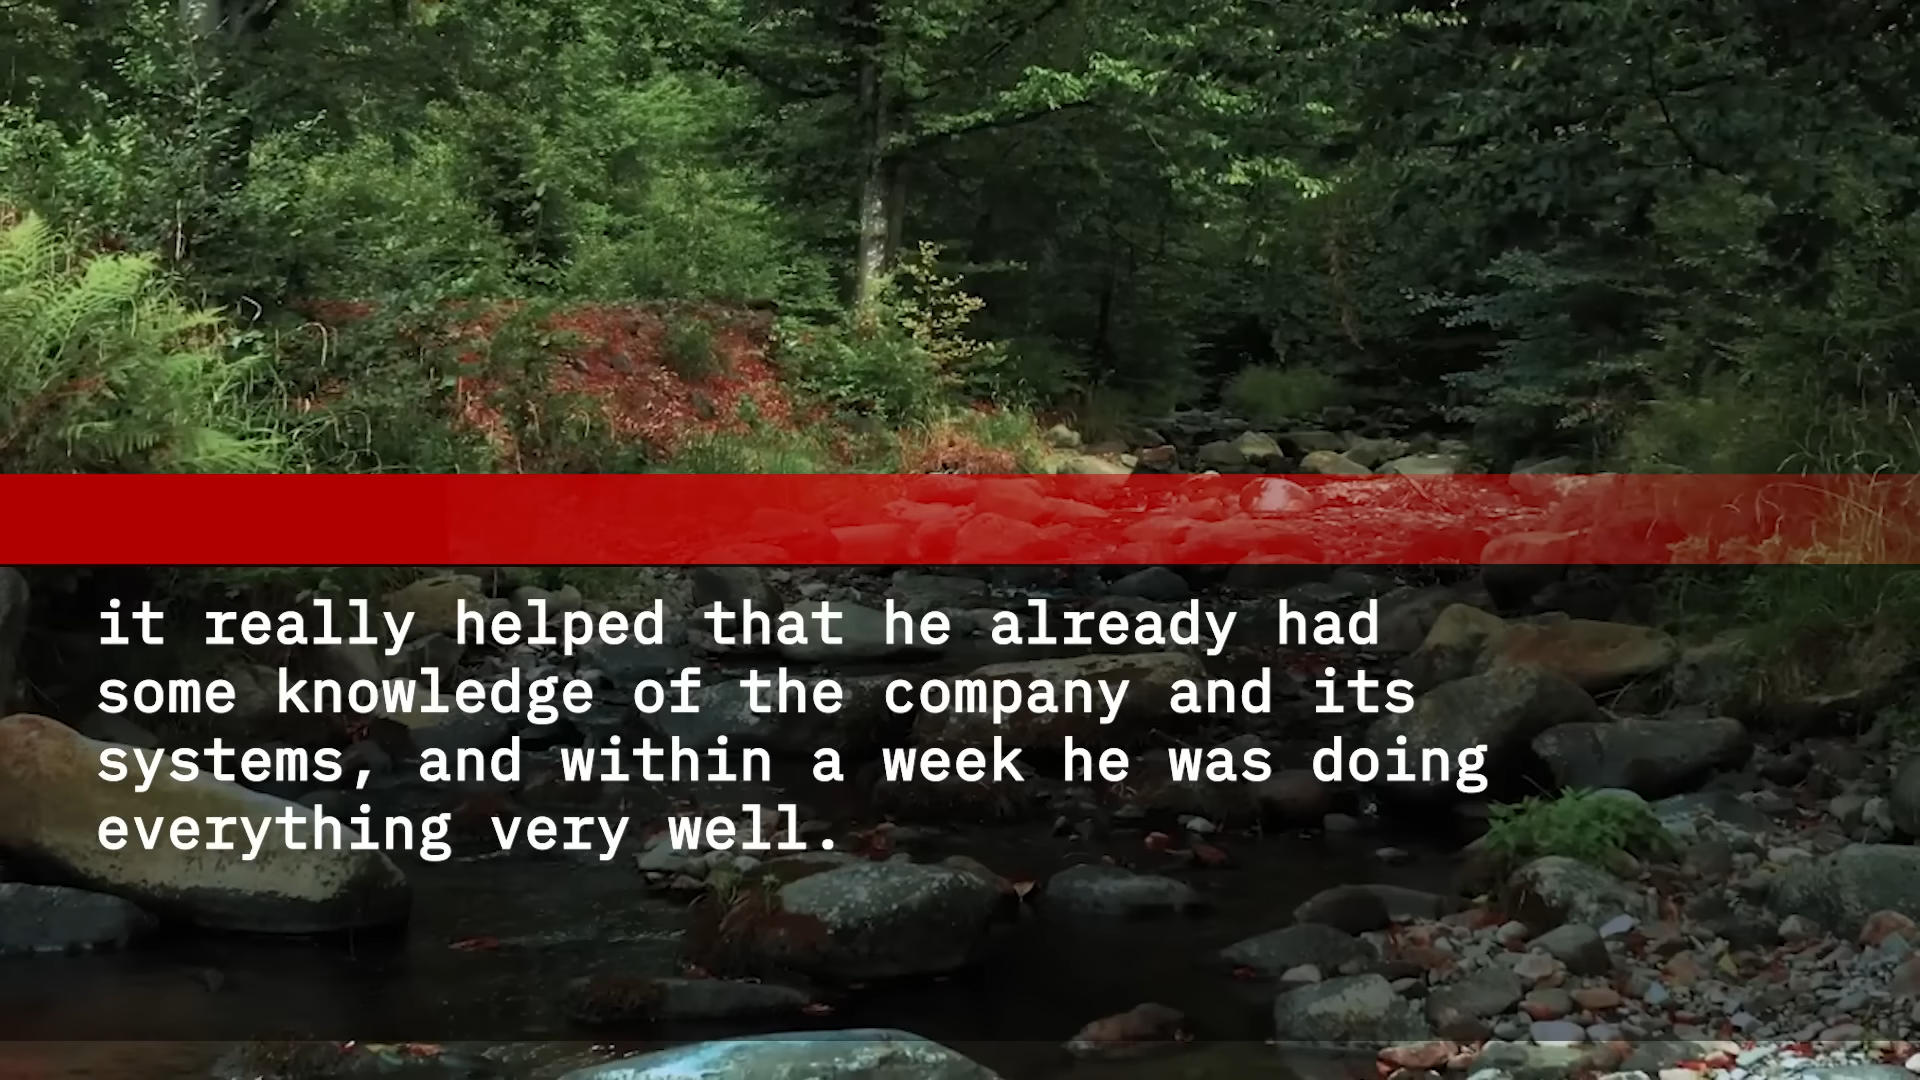 it really helped that he already had
some knowledge of the company and its
systems, and within a week he was doing
everything very well.